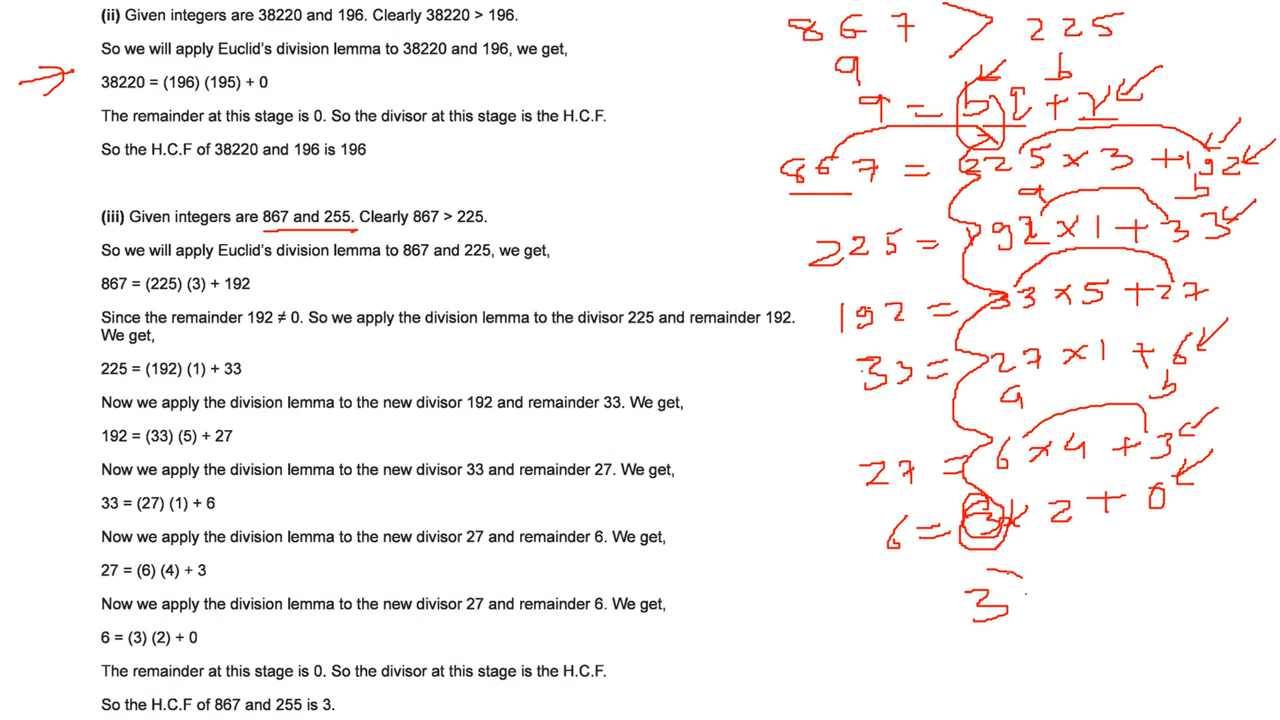 (ii) Given integers are 38220 and 196. Clearly 38220 > 196.
So we will apply Euclid's division lemma to 38220 and 196, we get,
38220 = (196) (195) + 0
The remainder at this stage is 0. So the divisor at this stage is the H.C.F.
So the H.C.F of 38220 and 196 is 196
(iii) Given integers are 867 and 255. Clearly 867 > 225.
So we will apply Euclid's division lemma to 867 and 225, we get,
867 = (225) (3) + 192
Since the remainder 192 ≠ 0. So we apply the division lemma to the divisor 225 and remainder 192.
We get,
225 = (192) (1) + 33
Now we apply the division lemma to the new divisor 192 and remainder 33. We get,
192 = (33) (5) + 27
Now we apply the division lemma to the new divisor 33 and remainder 27. We get,
33 = (27) (1) + 6
Now we apply the division lemma to the new divisor 27 and remainder 6. We get,
27 = (6) (4) + 3
Now we apply the division lemma to the new divisor 27 and remainder 6. We get,
6 = (3) (2) + 0
The remainder at this stage is 0. So the divisor at this stage is the H.C.F.
So the H.C.F of 867 and 255 is 3.
867 > 225
a b
a = bq + r
867 = 225 × 3 + 192
a b
225 = 192 × 1 + 33
192 = 33 × 5 + 27
33 = 27 × 1 + 6
a b
27 = 6 × 4 + 3
6 = 3 × 2 + 0
3